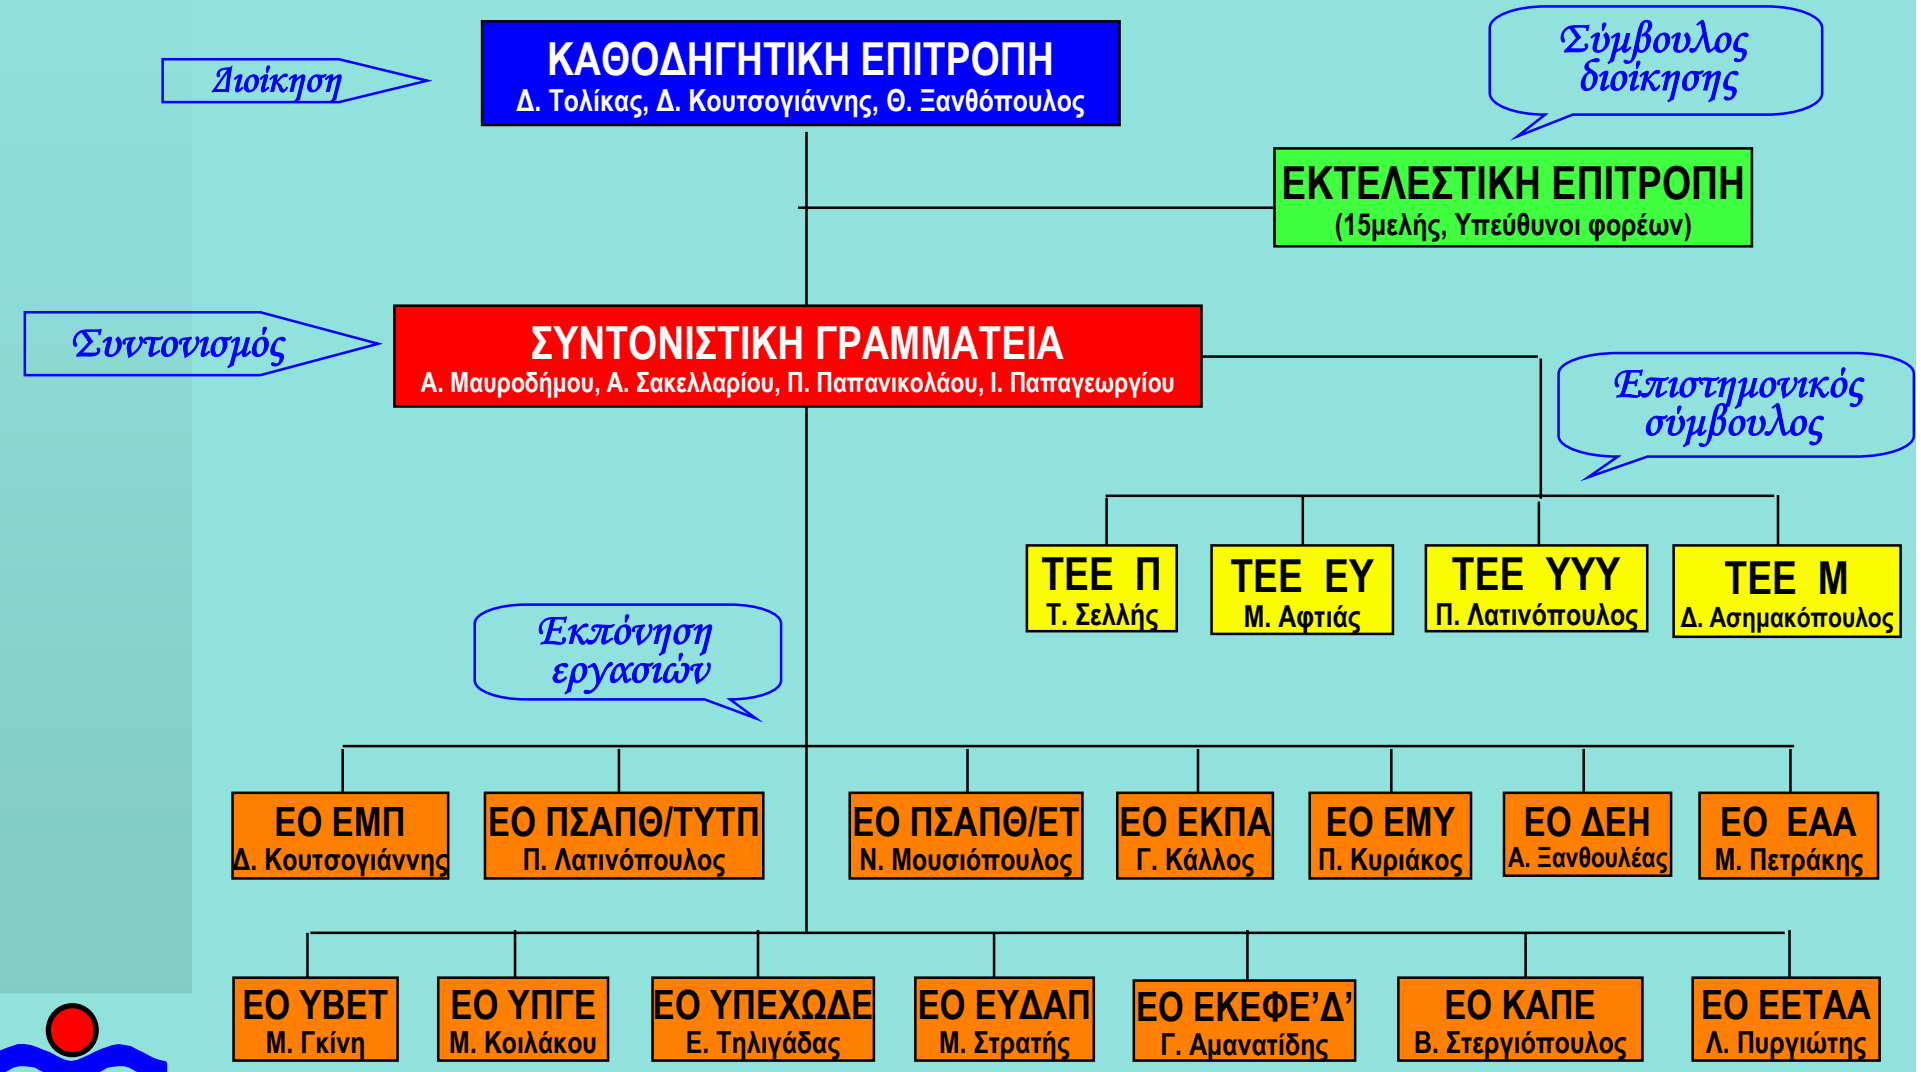 ΚΑΘΟΔΗΓΗΤΙΚΗ ΕΠΙΤΡΟΠΗ
Δ. Τολίκας, Δ. Κουτσογιάννης, Θ. Ξανθόπουλος
Διοίκηση
Σύμβουλος
διοίκησης
ΕΚΤΕΛΕΣΤΙΚΗ ΕΠΙΤΡΟΠΗ
(15μελής, Υπεύθυνοι φορέων)
Συντονισμός
ΣΥΝΤΟΝΙΣΤΙΚΗ ΓΡΑΜΜΑΤΕΙΑ
Α. Μαυροδήμου, Α. Σακελλαρίου, Π. Παπανικολάου, Ι. Παπαγεωργίου
Επιστημονικός
σύμβουλος
ΤΕΕ Π
Τ. Σελλής
ΤΕΕ ΕΥ
Μ. Αφτιάς
ΤΕΕ ΥΥΥ
Π. Λατινόπουλος
ΤΕΕ Μ
Δ. Ασημακόπουλος
Εκπόνηση
εργασιών
ΕΟ ΕΜΠ
Δ. Κουτσογιάννης
ΕΟ ΠΣΑΠΘ/ΤΥΤΠ
Π. Λατινόπουλος
ΕΟ ΠΣΑΠΘ/ΕΤ
Ν. Μουσιόπουλος
ΕΟ ΕΚΠΑ
Γ. Κάλλος
ΕΟ ΕΜΥ
Π. Κυριάκος
ΕΟ ΔΕΗ
Α. Ξανθουλέας
ΕΟ ΕΑΑ
Μ. Πετράκης
ΕΟ ΥΒΕΤ
Μ. Γκίνη
ΕΟ ΥΠΓΕ
Μ. Κοιλάκου
ΕΟ ΥΠΕΧΩΔΕ
Ε. Τηλιγάδας
ΕΟ ΕΥΔΑΠ
Μ. Στρατής
ΕΟ ΕΚΕΦΕ’Δ’
Γ. Αμανατίδης
ΕΟ ΚΑΠΕ
Β. Στεργιόπουλος
ΕΟ ΕΕΤΑΑ
Λ. Πυργιώτης